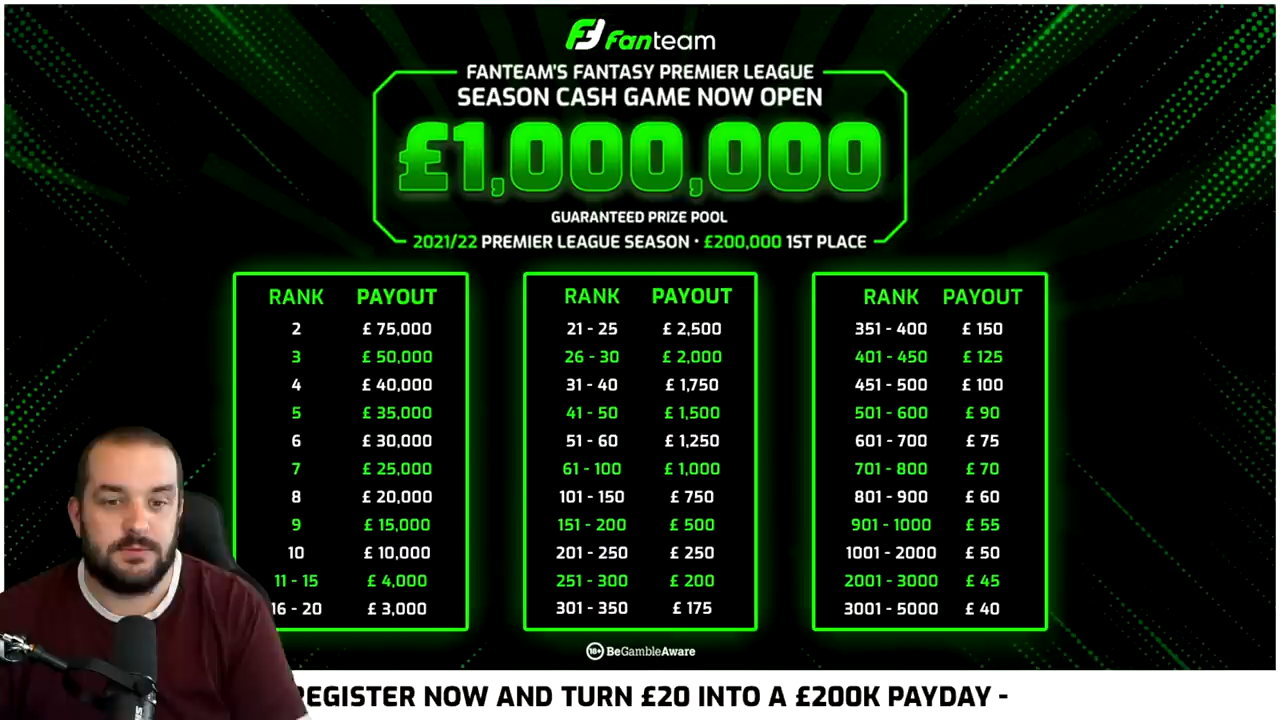 Fanteam
FANTEAM'S FANTASY PREMIER LEAGUE
SEASON CASH GAME NOW OPEN
£1,000,000
GUARANTEED PRIZE POOL
2021/22 PREMIER LEAGUE SEASON · £200,000 1ST PLACE
RANK PAYOUT
2 £ 75,000
3 £ 50,000
4 £ 40,000
5 £ 35,000
6 £ 30,000
7 £ 25,000
8 £ 20,000
9 £ 15,000
10 £ 10,000
11 - 15 £ 4,000
16 - 20 £ 3,000
RANK PAYOUT
21 - 25 £ 2,500
26 - 30 £ 2,000
31 - 40 £ 1,750
41 - 50 £ 1,500
51 - 60 £ 1,250
61 - 100 £ 1,000
101 - 150 £ 750
151 - 200 £ 500
201 - 250 £ 250
251 - 300 £ 200
301 - 350 £ 175
RANK PAYOUT
351 - 400 £ 150
401 - 450 £ 125
451 - 500 £ 100
501 - 600 £ 90
601 - 700 £ 75
701 - 800 £ 70
801 - 900 £ 60
901 - 1000 £ 55
1001 - 2000 £ 50
2001 - 3000 £ 45
3001 - 5000 £ 40
18+ BeGambleAware
REGISTER NOW AND TURN £20 INTO A £200K PAYDAY -